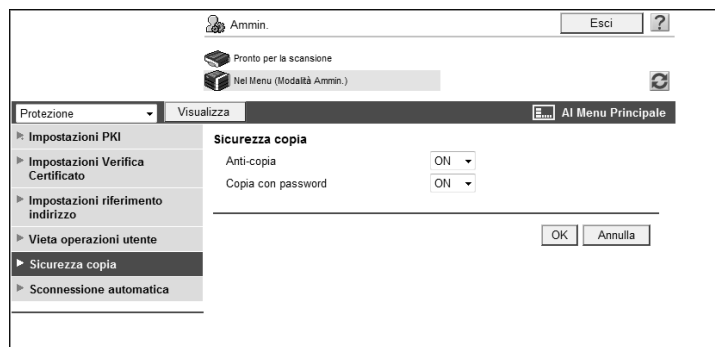 Ammin.
Esci
?
Pronto per la scansione
Nel Menu (Modalità Ammin.)
Protezione
Visualizza
Al Menu Principale
Impostazioni PKI
Impostazioni Verifica
Certificato
Impostazioni riferimento
indirizzo
Vieta operazioni utente
Sicurezza copia
Sconnessione automatica
Sicurezza copia
Anti-copia ON
Copia con password ON
OK Annulla